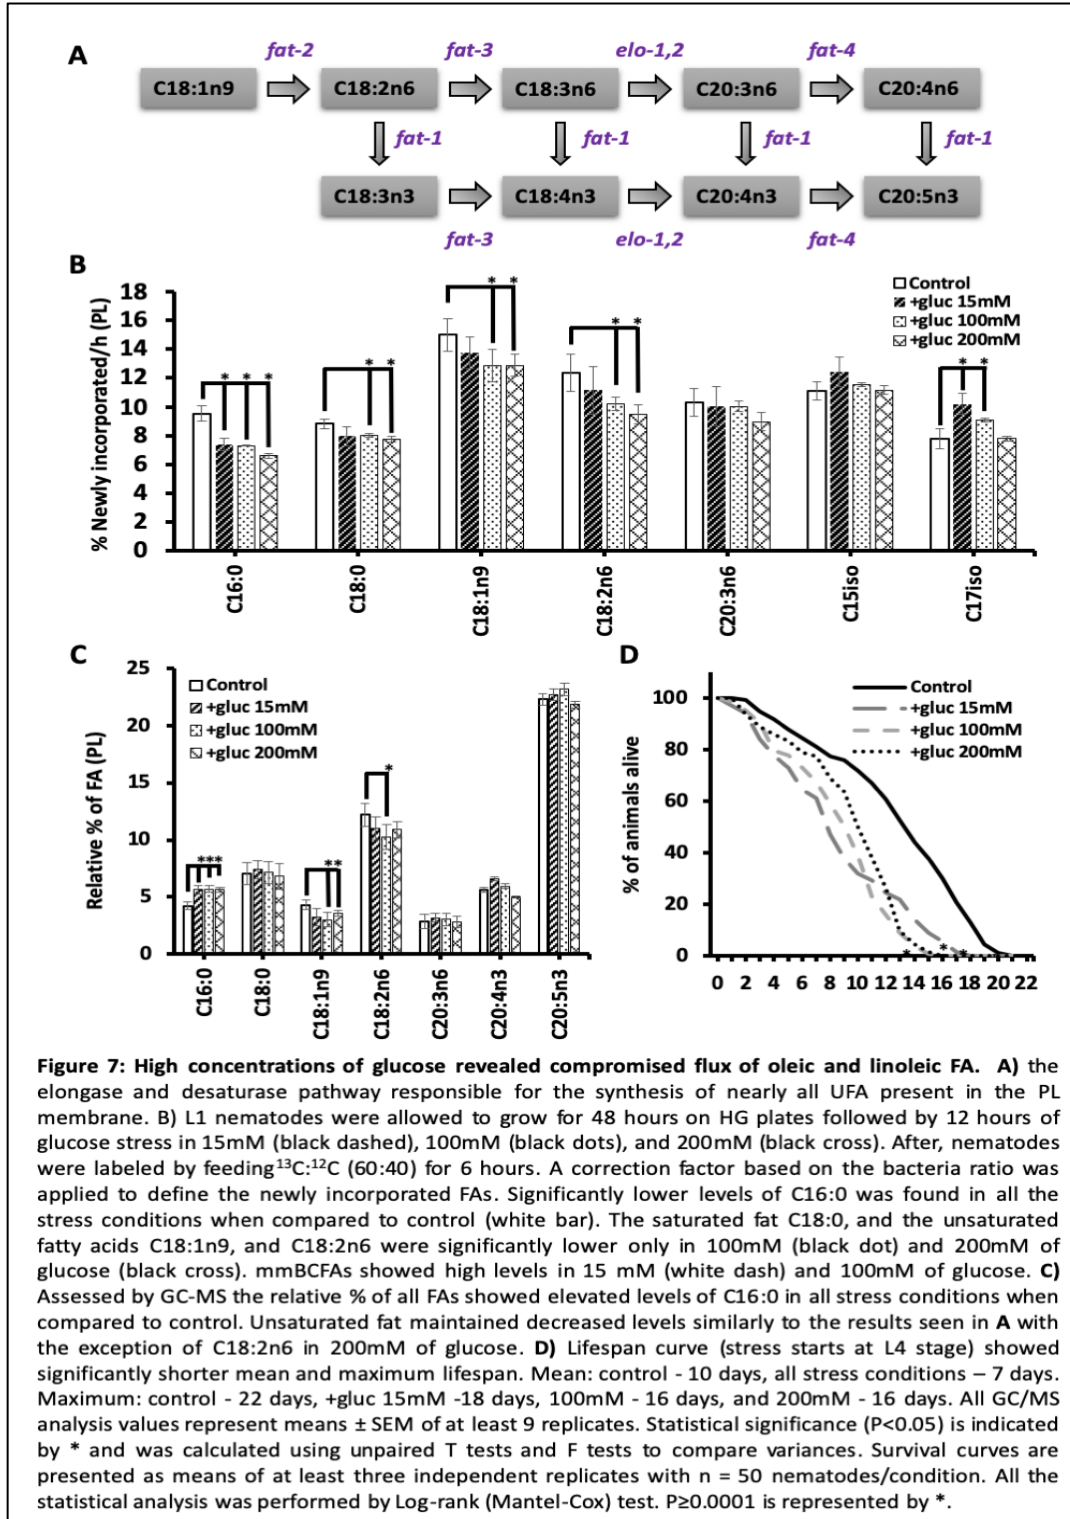 A
fat-2 fat-3 elo-1,2 fat-4
C18:1n9 C18:2n6 C18:3n6 C20:3n6 C20:4n6
fat-1 fat-1 fat-1 fat-1
C18:3n3 C18:4n3 C20:4n3 C20:5n3
fat-3 elo-1,2 fat-4
B
% Newly incorporated/h (PL)
18
16
14
12
10
8
6
4
2
0
* * *
* *
* *
* *
* *
Control
+gluc 15mM
+gluc 100mM
+gluc 200mM
C16:0 C18:0 C18:1n9 C18:2n6 C20:3n6 C15iso C17iso
C
Relative % of FA (PL)
25
20
15
10
5
0
Control
+gluc 15mM
+gluc 100mM
+gluc 200mM
***
**
*
C16:0 C18:0 C18:1n9 C18:2n6 C20:3n6 C20:4n3 C20:5n3
D
% of animals alive
100
80
60
40
20
0
Control
+gluc 15mM
+gluc 100mM
+gluc 200mM
* * *
0 2 4 6 8 10 12 14 16 18 20 22
Figure 7: High concentrations of glucose revealed compromised flux of oleic and linoleic FA. A) the
elongase and desaturase pathway responsible for the synthesis of nearly all UFA present in the PL
membrane. B) L1 nematodes were allowed to grow for 48 hours on HG plates followed by 12 hours of
glucose stress in 15mM (black dashed), 100mM (black dots), and 200mM (black cross). After, nematodes
were labeled by feeding¹³C:¹²C (60:40) for 6 hours. A correction factor based on the bacteria ratio was
applied to define the newly incorporated FAs. Significantly lower levels of C16:0 was found in all the
stress conditions when compared to control (white bar). The saturated fat C18:0, and the unsaturated
fatty acids C18:1n9, and C18:2n6 were significantly lower only in 100mM (black dot) and 200mM of
glucose (black cross). mmBCFAs showed high levels in 15 mM (white dash) and 100mM of glucose. C)
Assessed by GC-MS the relative % of all FAs showed elevated levels of C16:0 in all stress conditions when
compared to control. Unsaturated fat maintained decreased levels similarly to the results seen in A with
the exception of C18:2n6 in 200mM of glucose. D) Lifespan curve (stress starts at L4 stage) showed
significantly shorter mean and maximum lifespan. Mean: control - 10 days, all stress conditions – 7 days.
Maximum: control - 22 days, +gluc 15mM -18 days, 100mM - 16 days, and 200mM - 16 days. All GC/MS
analysis values represent means ± SEM of at least 9 replicates. Statistical significance (P<0.05) is indicated
by * and was calculated using unpaired T tests and F tests to compare variances. Survival curves are
presented as means of at least three independent replicates with n = 50 nematodes/condition. All the
statistical analysis was performed by Log-rank (Mantel-Cox) test. P≥0.0001 is represented by *.